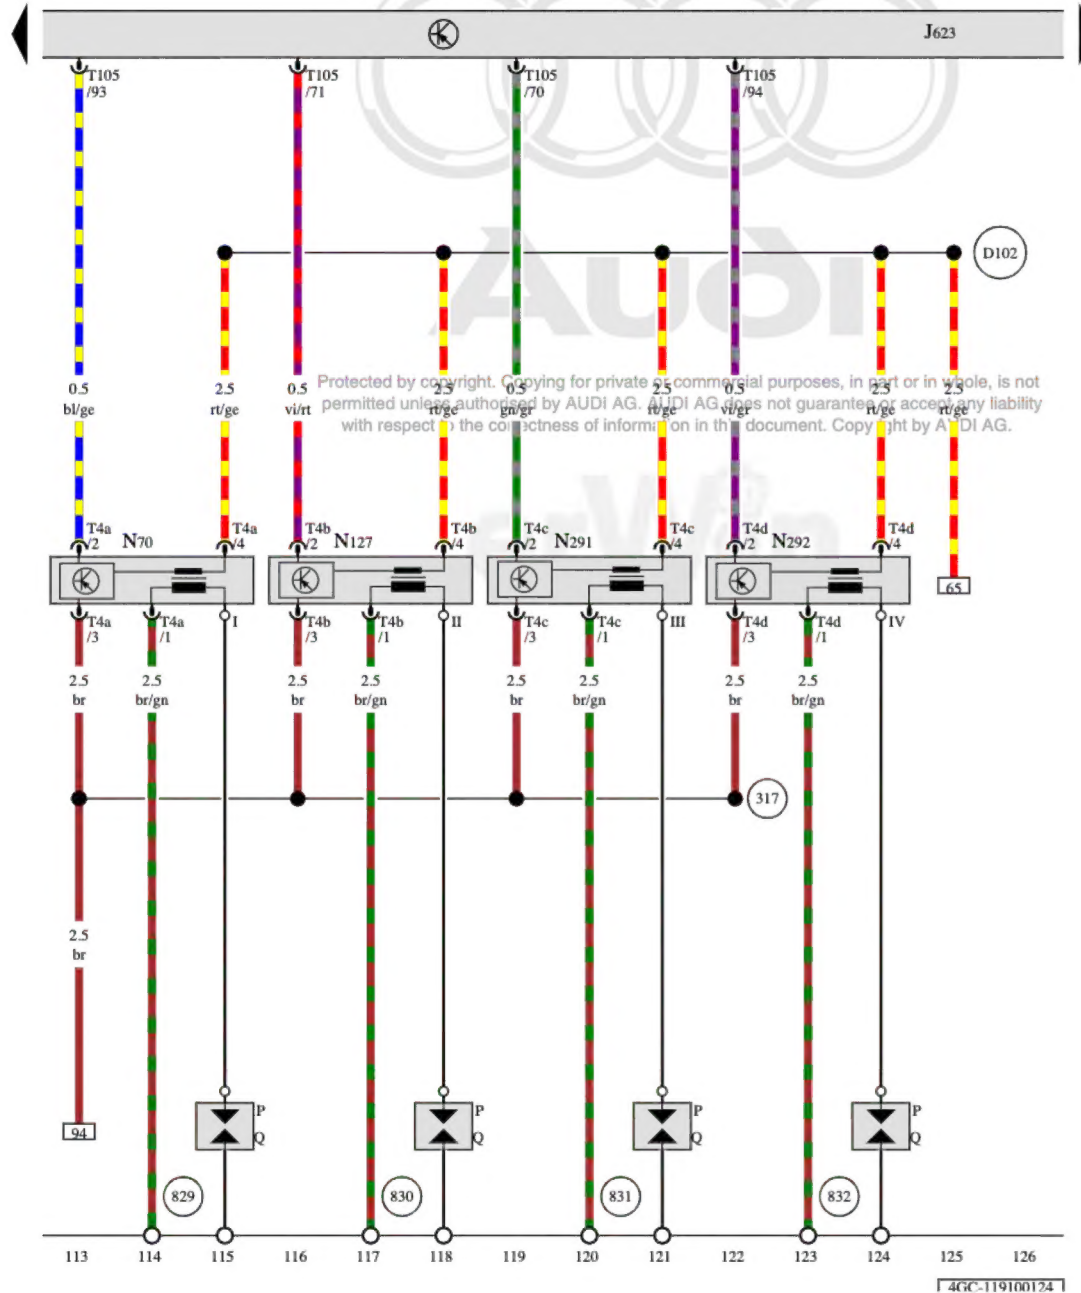 J623
T105 T105 T105 T105
/93 /71 /70 /94
D102
Audi
0.5 2.5 0.5 2.5 0.5 2.5 0.5 2.5 2.5
bl/ge rt/ge vi/rt rt/ge gn/gr rt/ge vi/gr rt/ge rt/ge
Protected by copyright. Copying for private or commercial purposes, in part or in whole, is not
permitted unless authorised by AUDI AG. AUDI AG does not guarantee or accept any liability
with respect to the correctness of information in this document. Copyright by AUDI AG.
T4a N70 T4a T4b N127 T4b T4c N291 T4c T4d N292 T4d
/2 /4 /2 /4 /2 /4 /2 /4
65
T4a T4a I T4b T4b II T4c T4c III T4d T4d IV
/3 /1 /3 /1 /3 /1 /3 /1
2.5 2.5 2.5 2.5 2.5 2.5 2.5 2.5
br br/gn br br/gn br br/gn br br/gn
317
2.5
br
P P P P
94 Q Q Q Q
829 830 831 832
113 114 115 116 117 118 119 120 121 122 123 124 125 126
4GC-119100124